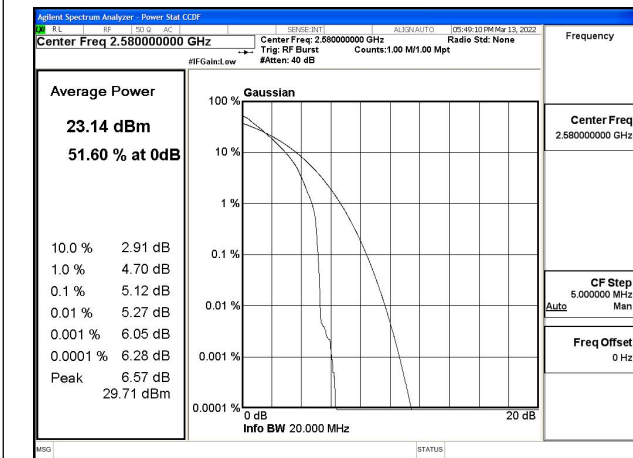 Agilent Spectrum Analyzer - Power Stat CCDF
RL RF 50 Ω AC SENSE:INT ALIGNAUTO 05:49:10 PM Mar 13, 2022
Center Freq 2.580000000 GHz
Center Freq: 2.580000000 GHz Radio Std: None
Trig: RF Burst Counts:1.00 M/1.00 Mpt
#IFGain:Low #Atten: 40 dB
Frequency
Average Power
23.14 dBm
51.60 % at 0dB
10.0 % 2.91 dB
1.0 % 4.70 dB
0.1 % 5.12 dB
0.01 % 5.27 dB
0.001 % 6.05 dB
0.0001 % 6.28 dB
Peak 6.57 dB
29.71 dBm
Gaussian
100 %
10 %
1 %
0.1 %
0.01 %
0.001 %
0.0001 %
0 dB 20 dB
Info BW 20.000 MHz
Center Freq
2.580000000 GHz
CF Step
5.000000 MHz
Auto Man
Freq Offset
0 Hz
MSG STATUS